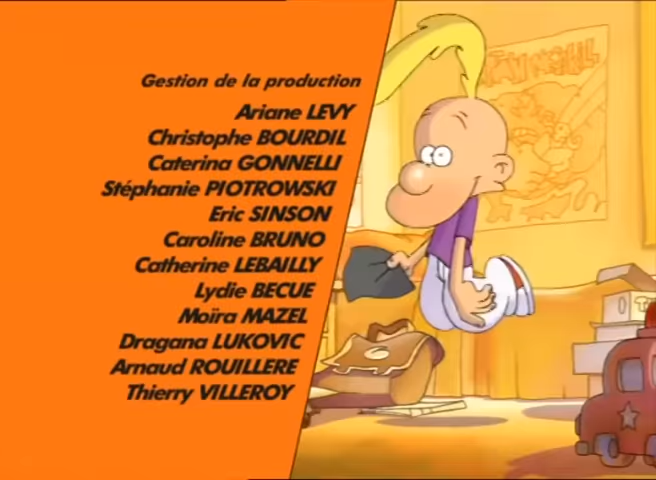 Gestion de la production
Ariane LEVY
Christophe BOURDIL
Caterina GONNELLI
Stéphanie PIOTROWSKI
Eric SINSON
Caroline BRUNO
Catherine LEBAILLY
Lydie BECUE
Moïra MAZEL
Dragana LUKOVIC
Arnaud ROUILLERE
Thierry VILLEROY